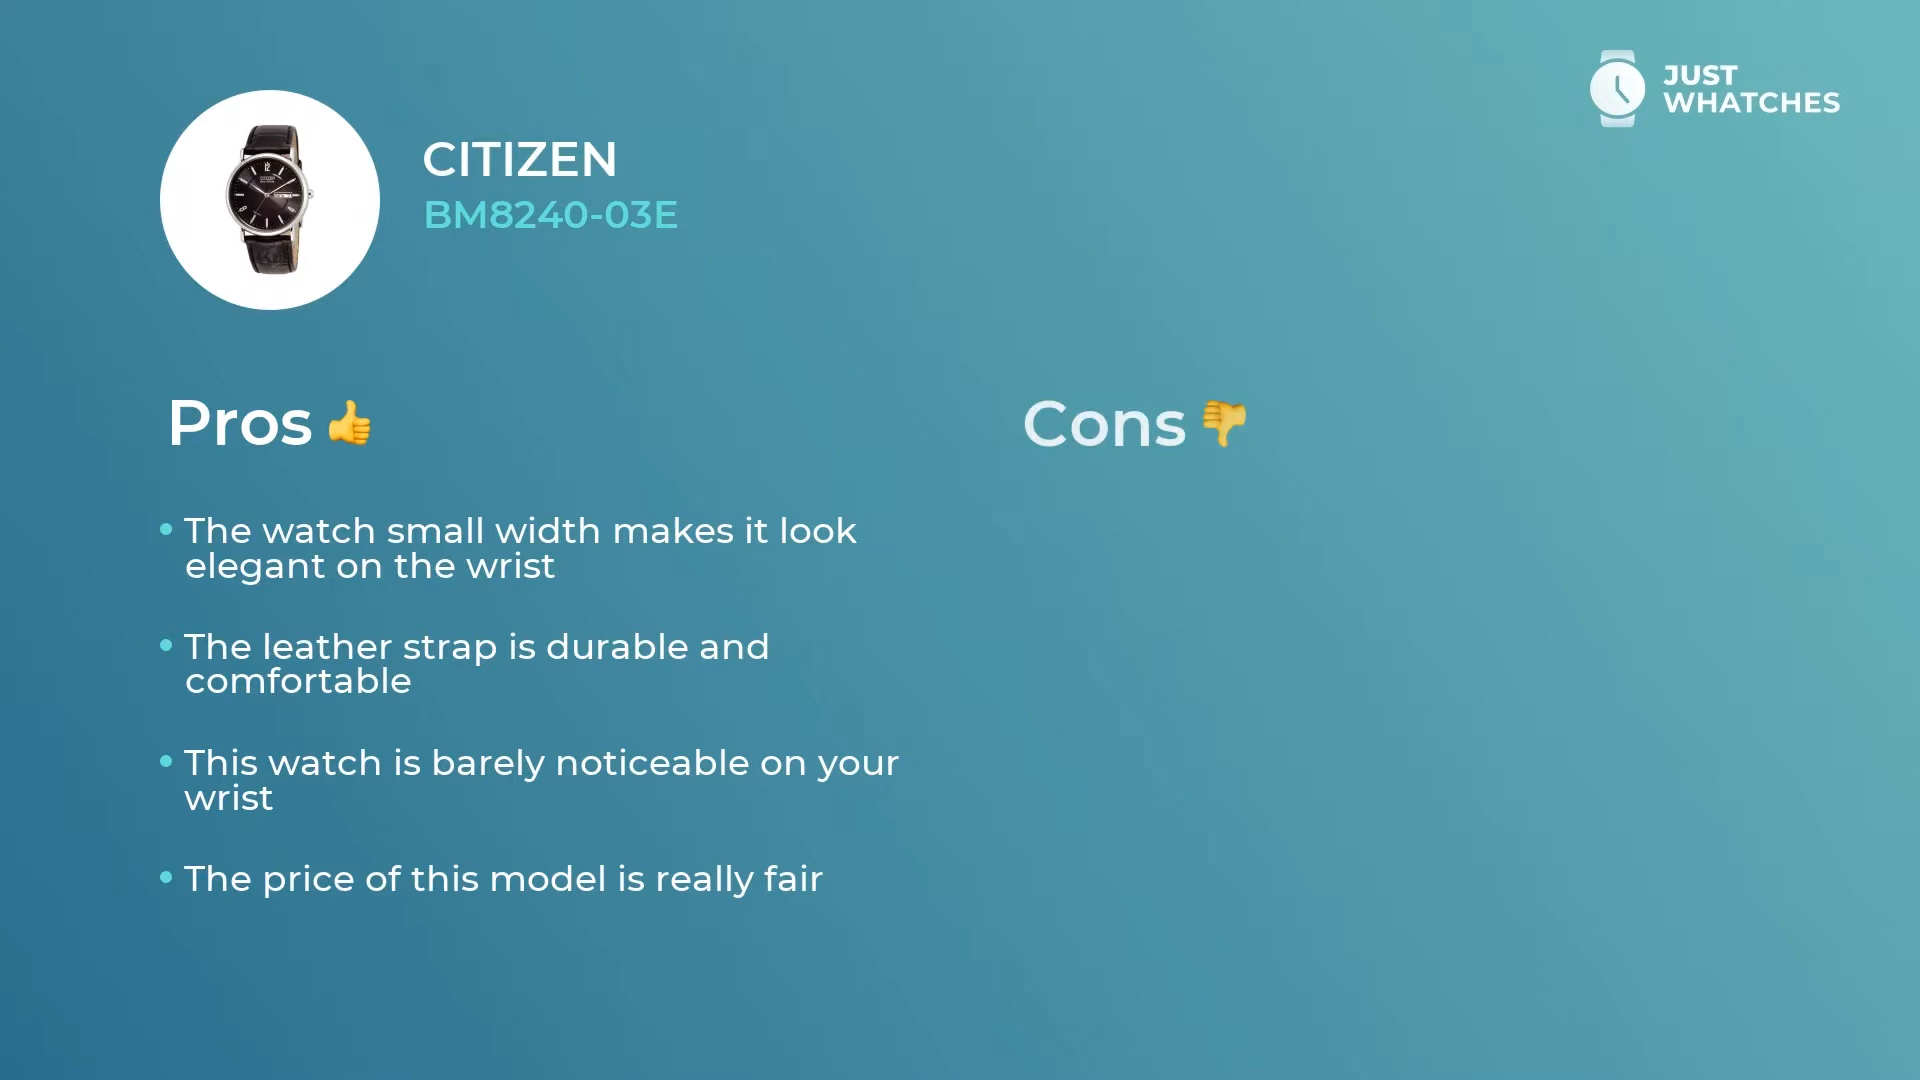 JUST
WHATCHES
CITIZEN
BM8240-03E
Pros 👍
• The watch small width makes it look
elegant on the wrist
• The leather strap is durable and
comfortable
• This watch is barely noticeable on your
wrist
• The price of this model is really fair
Cons 👎